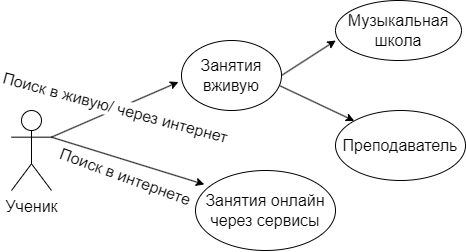 Музыкальная
школа
Занятия
вживую
Поиск в живую/ через интернет
Преподаватель
Поиск в интернете
Ученик
Занятия онлайн
через сервисы